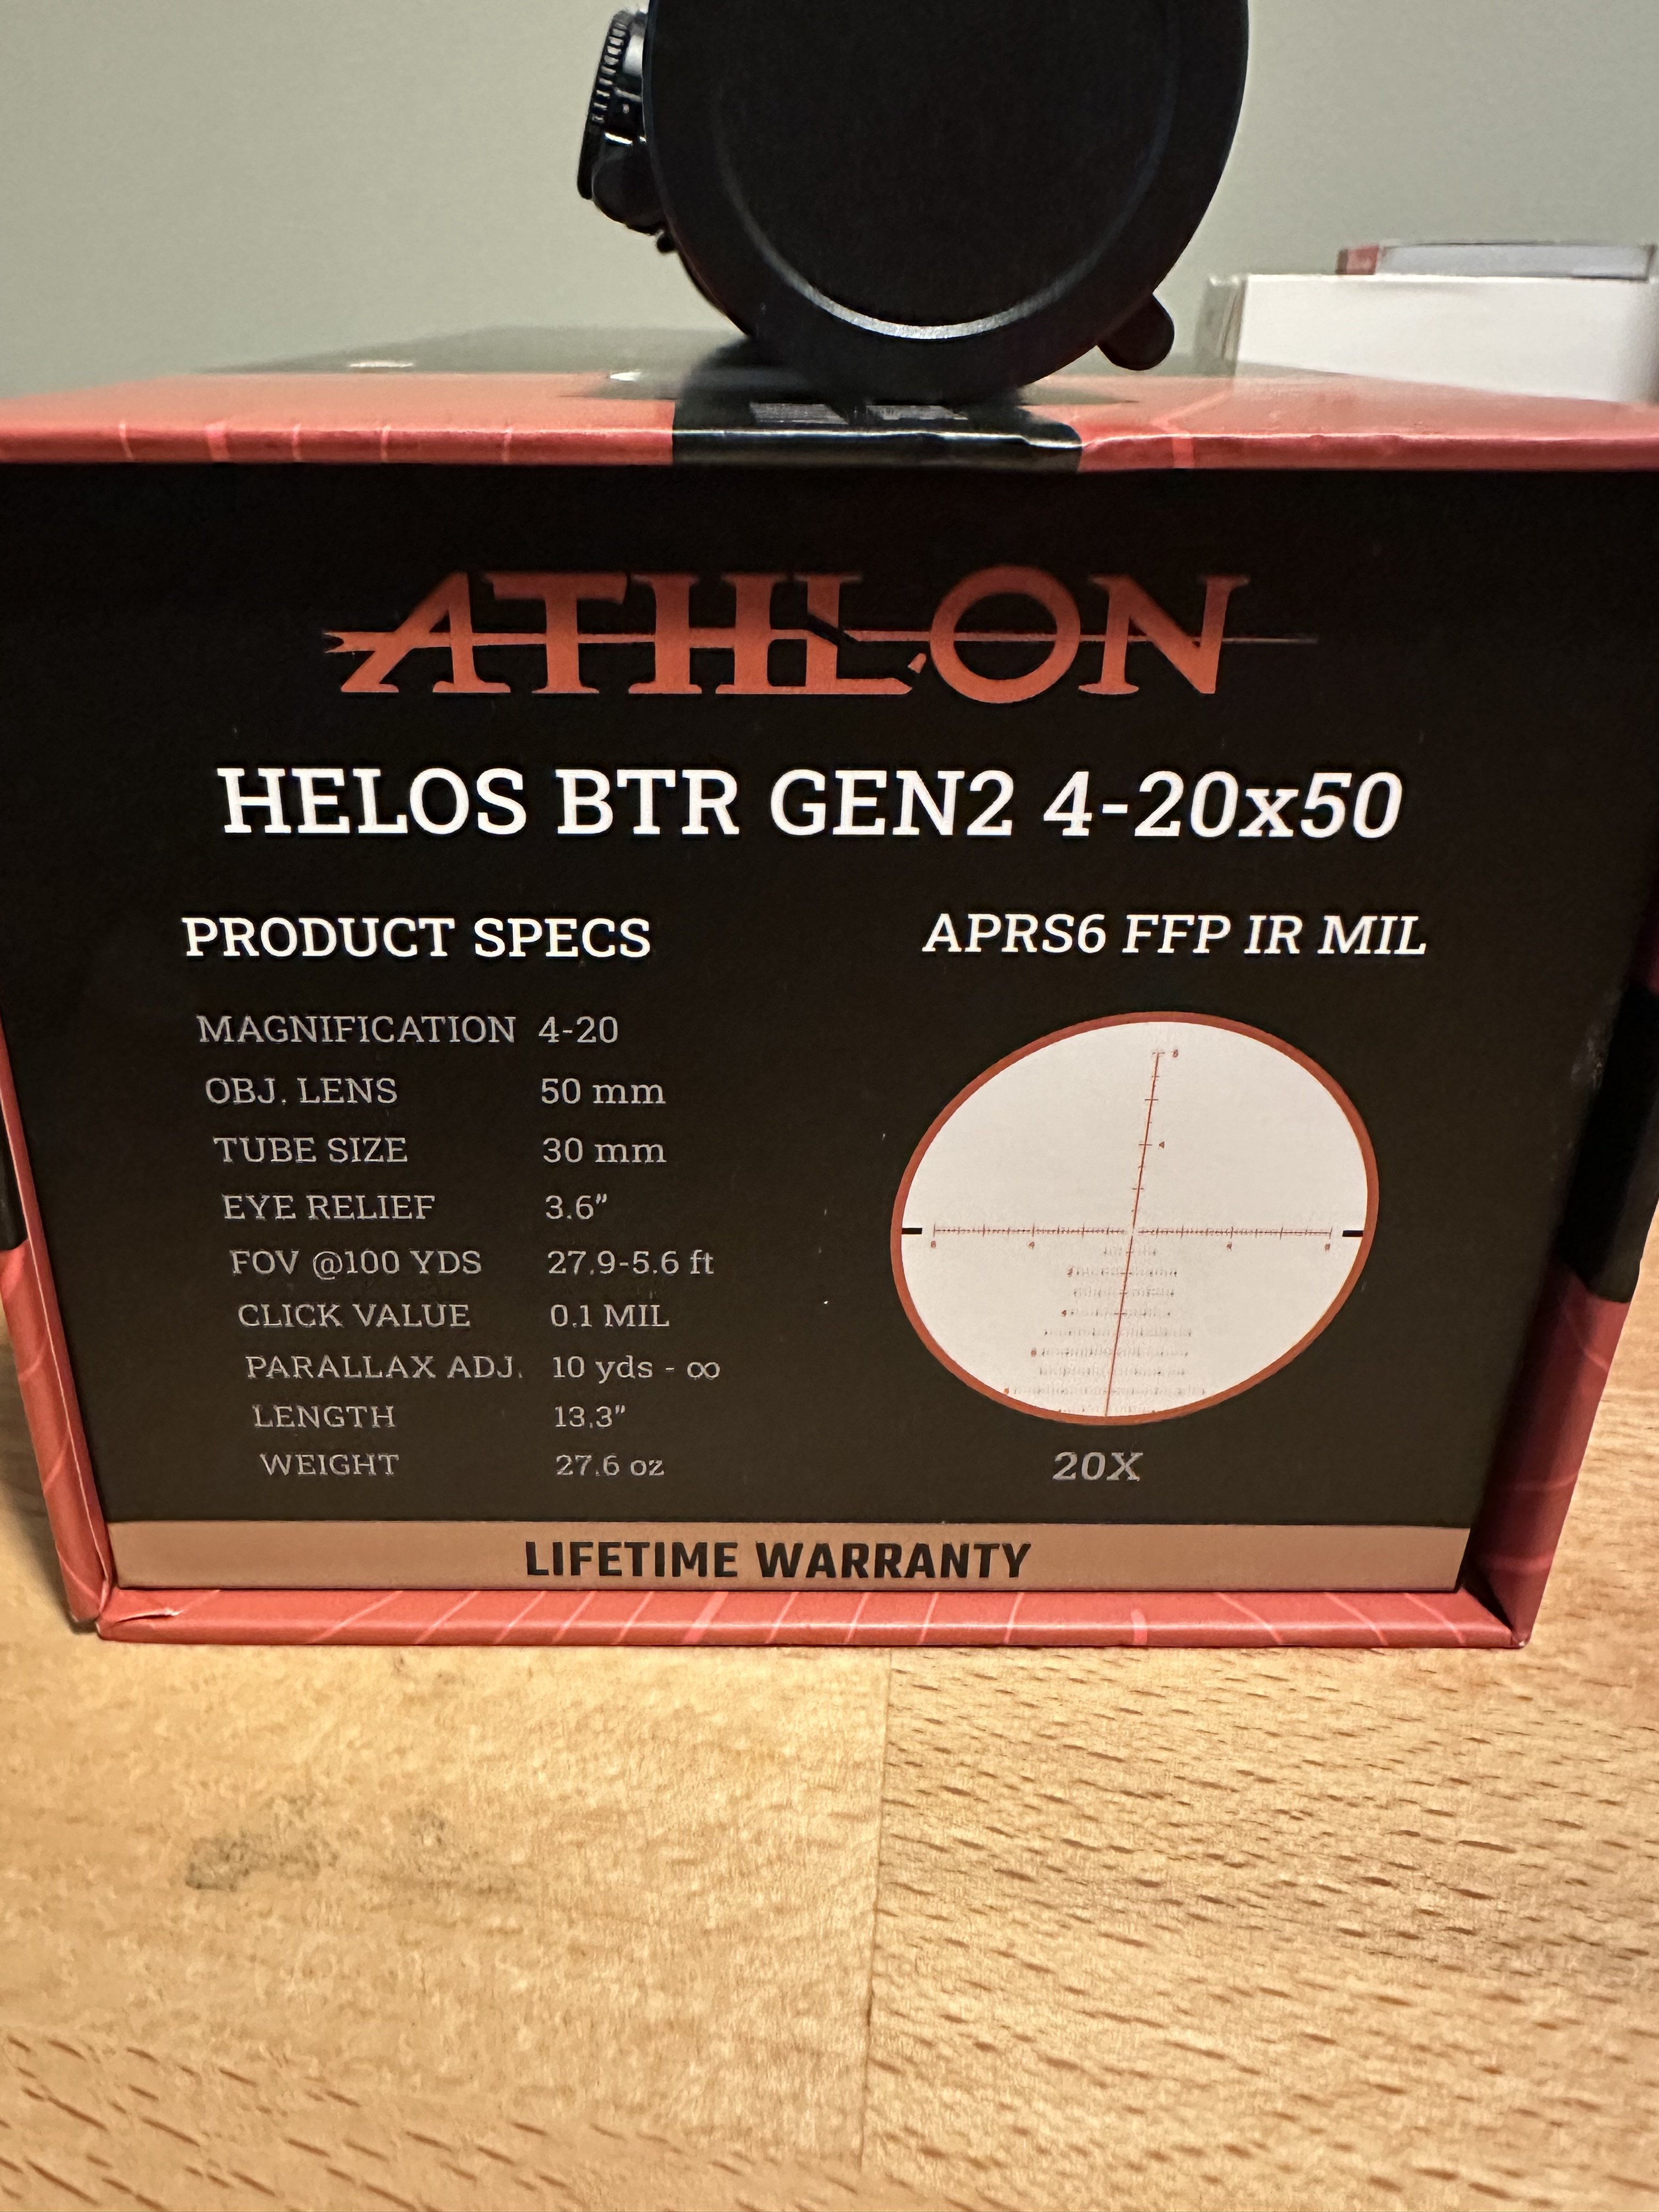 ATHLON
HELOS BTR GEN2 4-20x50
PRODUCT SPECS
MAGNIFICATION 4-20
OBJ. LENS 50 mm
TUBE SIZE 30 mm
EYE RELIEF 3.6"
FOV @100 YDS 27.9-5.6 ft
CLICK VALUE 0.1 MIL
PARALLAX ADJ. 10 yds - ∞
LENGTH 13.3"
WEIGHT 27.6 oz
APRS6 FFP IR MIL
20X
LIFETIME WARRANTY